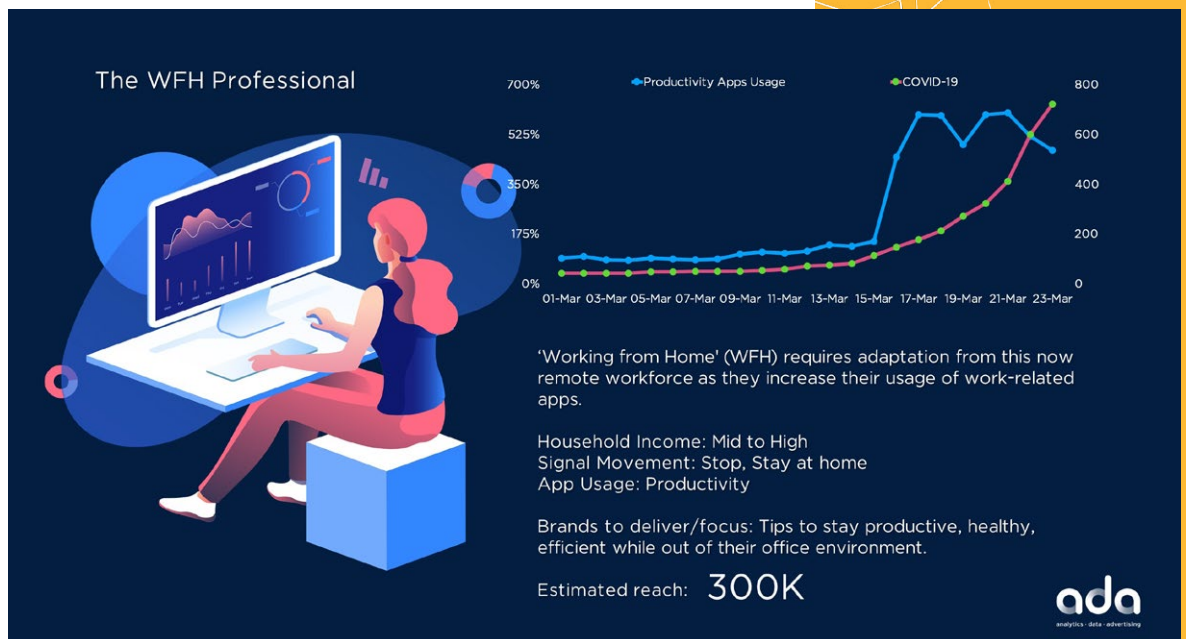 The WFH Professional
700%
Productivity Apps Usage
COVID-19
800
525%
600
350%
400
175%
200
0%
0
01-Mar 03-Mar 05-Mar 07-Mar 09-Mar 11-Mar 13-Mar 15-Mar 17-Mar 19-Mar 21-Mar 23-Mar
‘Working from Home' (WFH) requires adaptation from this now
remote workforce as they increase their usage of work-related
apps.
Household Income: Mid to High
Signal Movement: Stop, Stay at home
App Usage: Productivity
Brands to deliver/focus: Tips to stay productive, healthy,
efficient while out of their office environment.
Estimated reach: 300K
ada
analytics · data · advertising